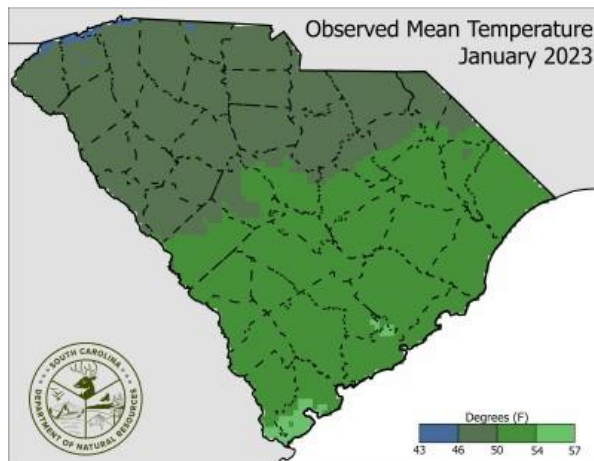 Observed Mean Temperature
January 2023
SOUTH CAROLINA
DEPARTMENT OF NATURAL RESOURCES
Degrees (F)
43 46 50 54 57